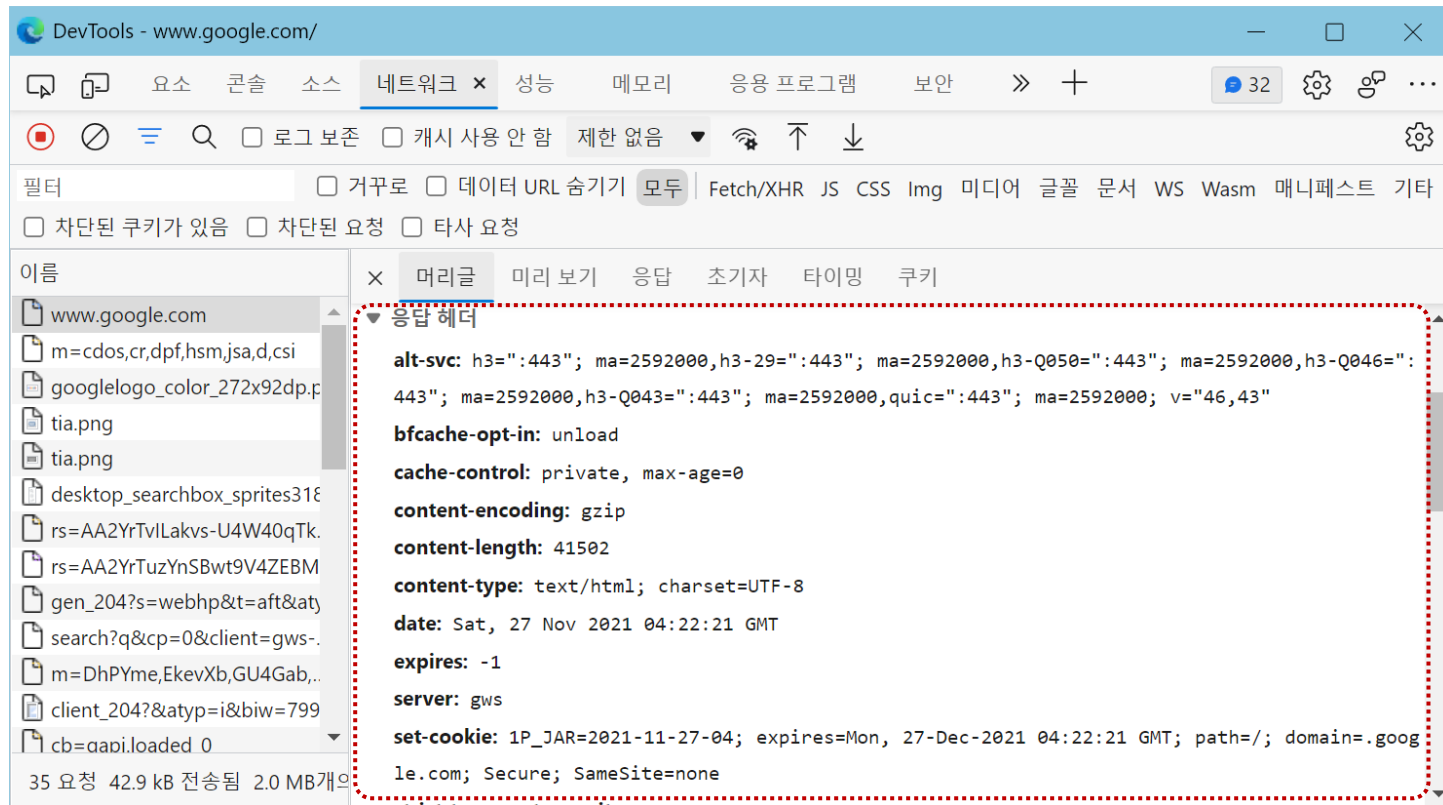 DevTools - www.google.com/
요소 콘솔 소스 네트워크 성능 메모리 응용 프로그램 보안 32
로그 보존 캐시 사용 안 함 제한 없음
필터 거꾸로 데이터 URL 숨기기 모두 Fetch/XHR JS CSS Img 미디어 글꼴 문서 WS Wasm 매니페스트 기타
차단된 쿠키가 있음 차단된 요청 타사 요청
이름
www.google.com
m=cdos,cr,dpf,hsm,jsa,d,csi
googlelogo_color_272x92dp.p
tia.png
tia.png
desktop_searchbox_sprites318
rs=AA2YrTvILakvs-U4W40qTk.
rs=AA2YrTuzYnSBwt9V4ZEBM
gen_204?s=webhp&t=aft&aty
search?q&cp=0&client=gws-.
m=DhPYme,EkevXb,GU4Gab,..
client_204?&atyp=i&biw=799
cb=gapi.loaded_0
35 요청 42.9 kB 전송됨 2.0 MB개의
머리글 미리 보기 응답 초기자 타이밍 쿠키
응답 헤더
alt-svc: h3=":443"; ma=2592000,h3-29=":443"; ma=2592000,h3-Q050=":443"; ma=2592000,h3-Q046=":
443"; ma=2592000,h3-Q043=":443"; ma=2592000,quic=":443"; ma=2592000; v="46,43"
bfcache-opt-in: unload
cache-control: private, max-age=0
content-encoding: gzip
content-length: 41502
content-type: text/html; charset=UTF-8
date: Sat, 27 Nov 2021 04:22:21 GMT
expires: -1
server: gws
set-cookie: 1P_JAR=2021-11-27-04; expires=Mon, 27-Dec-2021 04:22:21 GMT; path=/; domain=.goog
le.com; Secure; SameSite=none